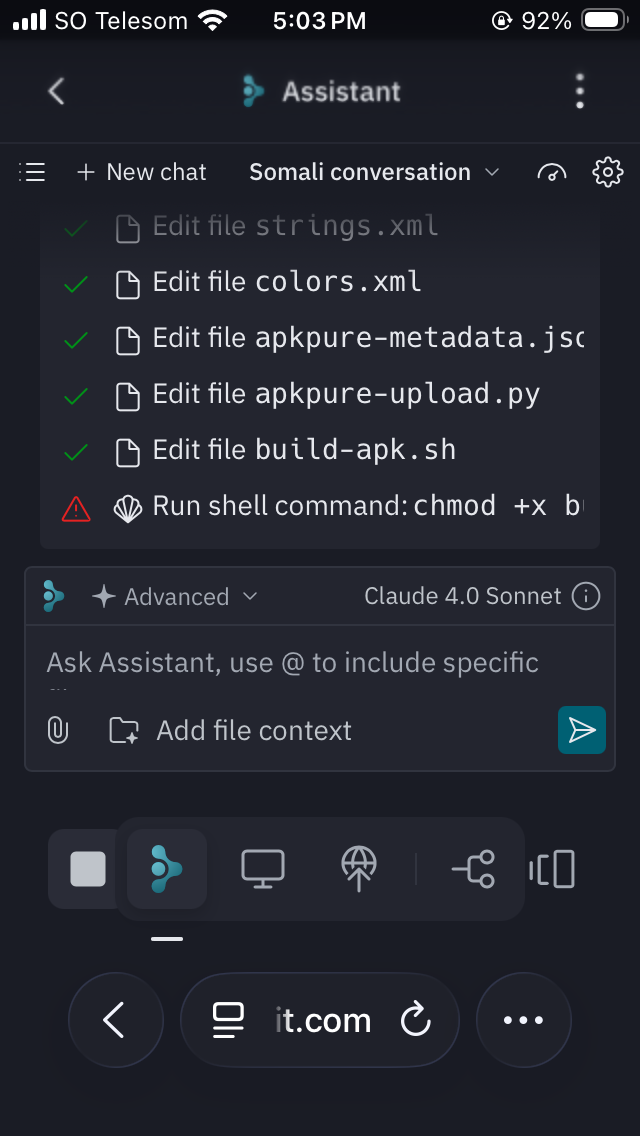 SO Telesom 5:03 PM 92%
Assistant
New chat Somali conversation
Edit file strings.xml
Edit file colors.xml
Edit file apkpure-metadata.jso
Edit file apkpure-upload.py
Edit file build-apk.sh
Run shell command: chmod +x b
Advanced Claude 4.0 Sonnet
Ask Assistant, use @ to include specific
Add file context
it.com